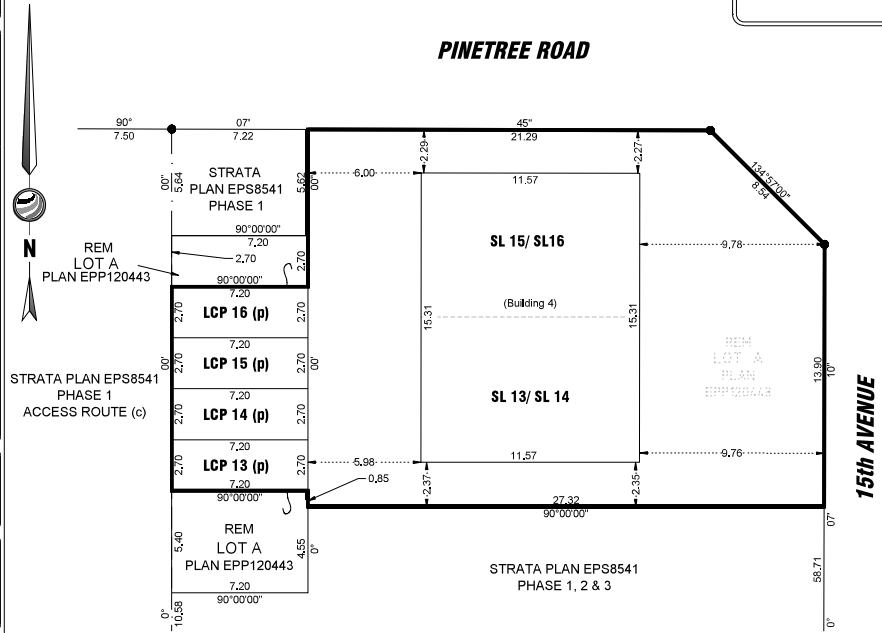 PINETREE ROAD
90° 07' 45"
7.50 7.22 21.29
134°57'00"
8.54
00" 5.64
STRATA
PLAN EPS8541
PHASE 1
5.62 00"
6.00
2.29
2.27
11.57
90°00'00"
7.20
2.70
2.70
N
REM
LOT A
PLAN EPP120443
90°00'00"
7.20
SL 15/ SL16
9.78
2.70
LCP 16 (p)
2.70
(Building 4)
15.31
15.31
7.20
00"
2.70
LCP 15 (p)
2.70
00"
STRATA PLAN EPS8541
PHASE 1
ACCESS ROUTE (c)
REM
LOT A
PLAN
EPP120443
13.90
10"
15th AVENUE
7.20
2.70
LCP 14 (p)
2.70
SL 13/ SL 14
7.20
2.70
LCP 13 (p)
2.70
5.98
11.57
9.76
7.20
90°00'00"
0.85
2.37
2.35
27.32
90°00'00"
07'
REM
LOT A
PLAN EPP120443
5.40
4.55
0°
7.20
90°00'00"
STRATA PLAN EPS8541
PHASE 1, 2 & 3
58.71
0°
0°
10.58